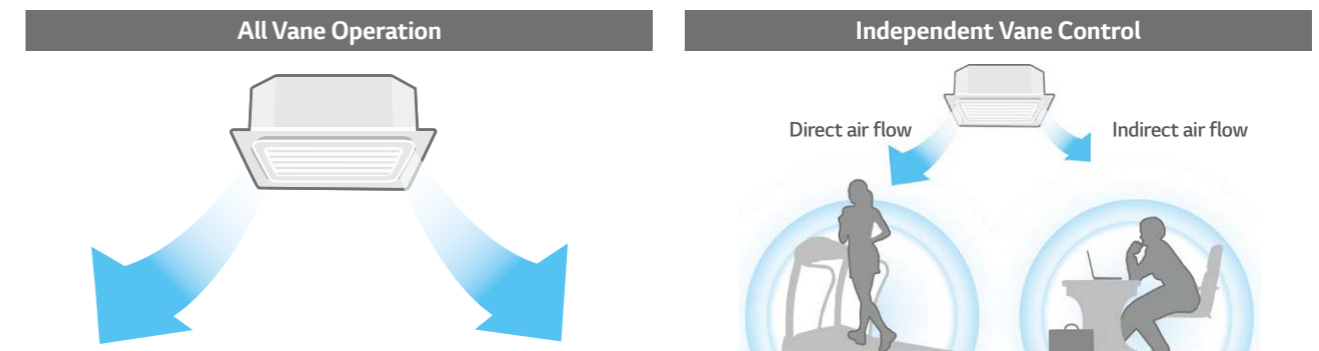 All Vane Operation
Independent Vane Control
Direct air flow
Indirect air flow